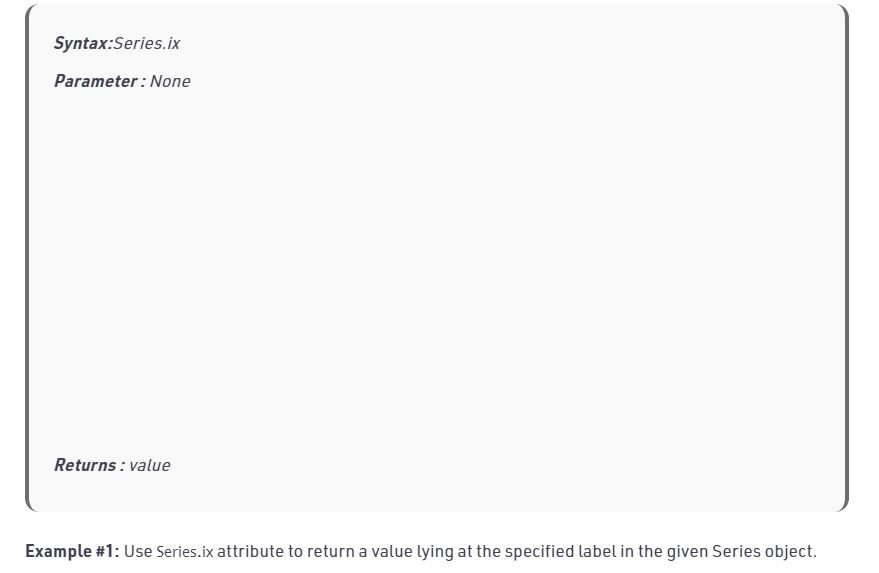 Syntax:Series.ix
Parameter : None
Returns : value
Example #1: Use Series.ix attribute to return a value lying at the specified label in the given Series object.